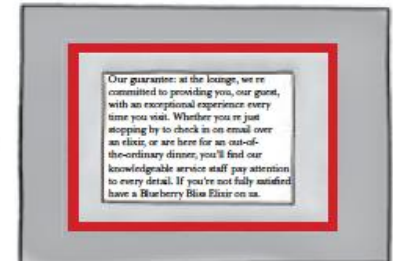 Our guarantee: at the lounge, we re
committed to providing you, our guest,
with an exceptional experience every
time you visit. Whether you re just
stopping by to check in on email over
an elixir, or are here for an out-of-
the-ordinary dinner, you'll find our
knowledgeable service staff pay attention
to every detail. If you're not fully satisfied
have a Blueberry Bliss Elixir on us.